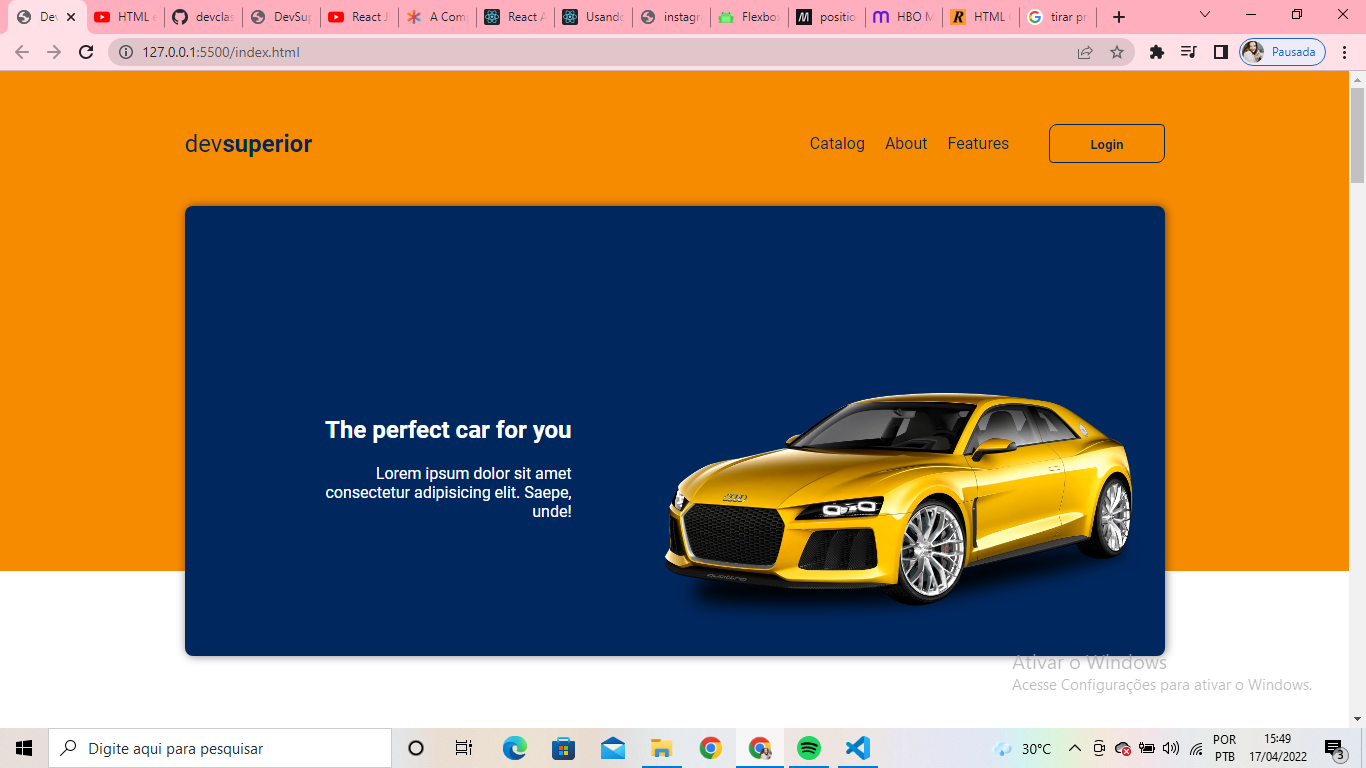 Dev
HTML e
devclas
DevSup
React J
A Comp
React A
Usando
instagr
Flexbo
positio
HBO M
HTML
tirar pr
127.0.0.1:5500/index.html
Pausada
devsuperior
Catalog
About
Features
Login
The perfect car for you
Lorem ipsum dolor sit amet
consectetur adipisicing elit. Saepe,
unde!
quattro
Ativar o Windows
Acesse Configurações para ativar o Windows.
Digite aqui para pesquisar
30°C
POR
PTB
15:49
17/04/2022
3